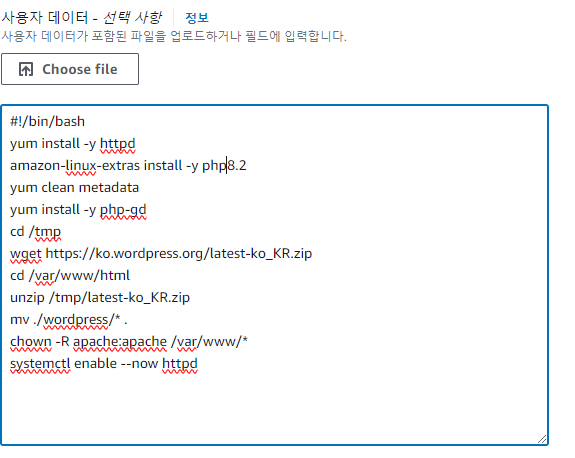 사용자 데이터 - 선택 사항 정보
사용자 데이터가 포함된 파일을 업로드하거나 필드에 입력합니다.
Choose file
#!/bin/bash
yum install -y httpd
amazon-linux-extras install -y php8.2
yum clean metadata
yum install -y php-gd
cd /tmp
wget https://ko.wordpress.org/latest-ko_KR.zip
cd /var/www/html
unzip /tmp/latest-ko_KR.zip
mv ./wordpress/* .
chown -R apache:apache /var/www/*
systemctl enable --now httpd